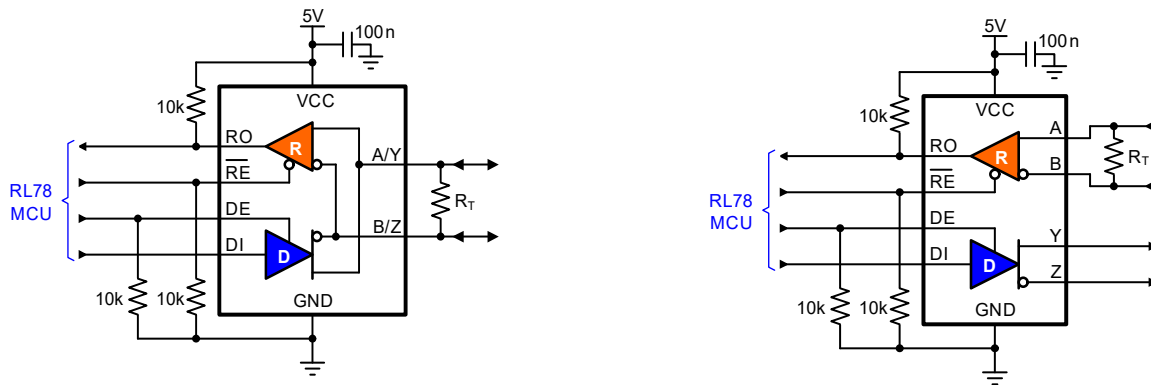 5V
100n
VCC
10k
RO
R
RE
A/Y
RL78
MCU
RT
DE
B/Z
DI
D
10k
10k
GND
5V
100n
VCC
10k
A
RO
R
RT
B
RE
RL78
MCU
DE
Y
DI
D
Z
10k
10k
GND